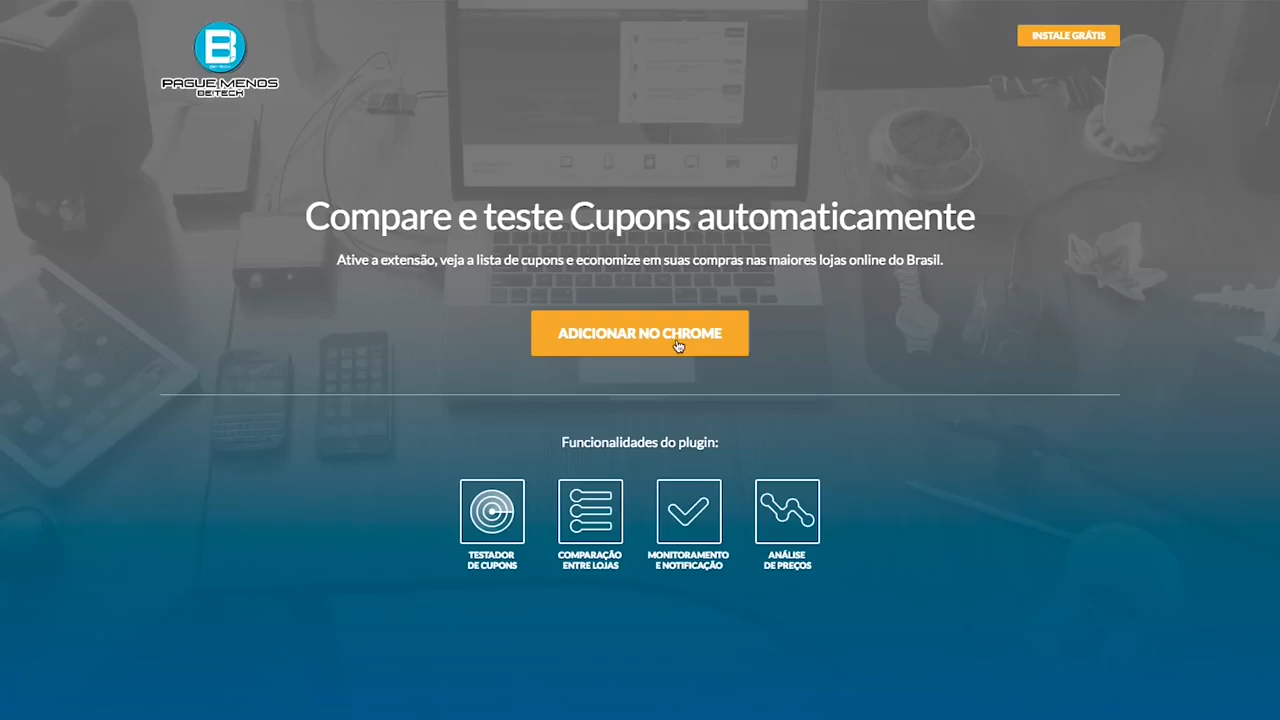 B
BE!TECH
PAGUE MENOS
BE!TECH
INSTALE GRÁTIS
Compare e teste Cupons automaticamente
Ative a extensão, veja a lista de cupons e economize em suas compras nas maiores lojas online do Brasil.
ADICIONAR NO CHROME
Funcionalidades do plugin:
TESTADOR
DE CUPONS
COMPARAÇÃO
ENTRE LOJAS
MONITORAMENTO
E NOTIFICAÇÃO
ANÁLISE
DE PREÇOS